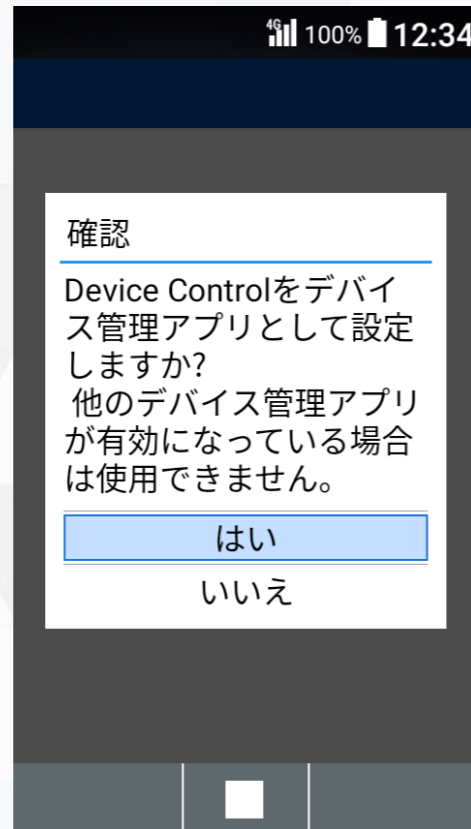 4G 100% 12:34
確認
Device Controlをデバイ
ス管理アプリとして設定
しますか?
他のデバイス管理アプリ
が有効になっている場合
は使用できません。
はい
いいえ